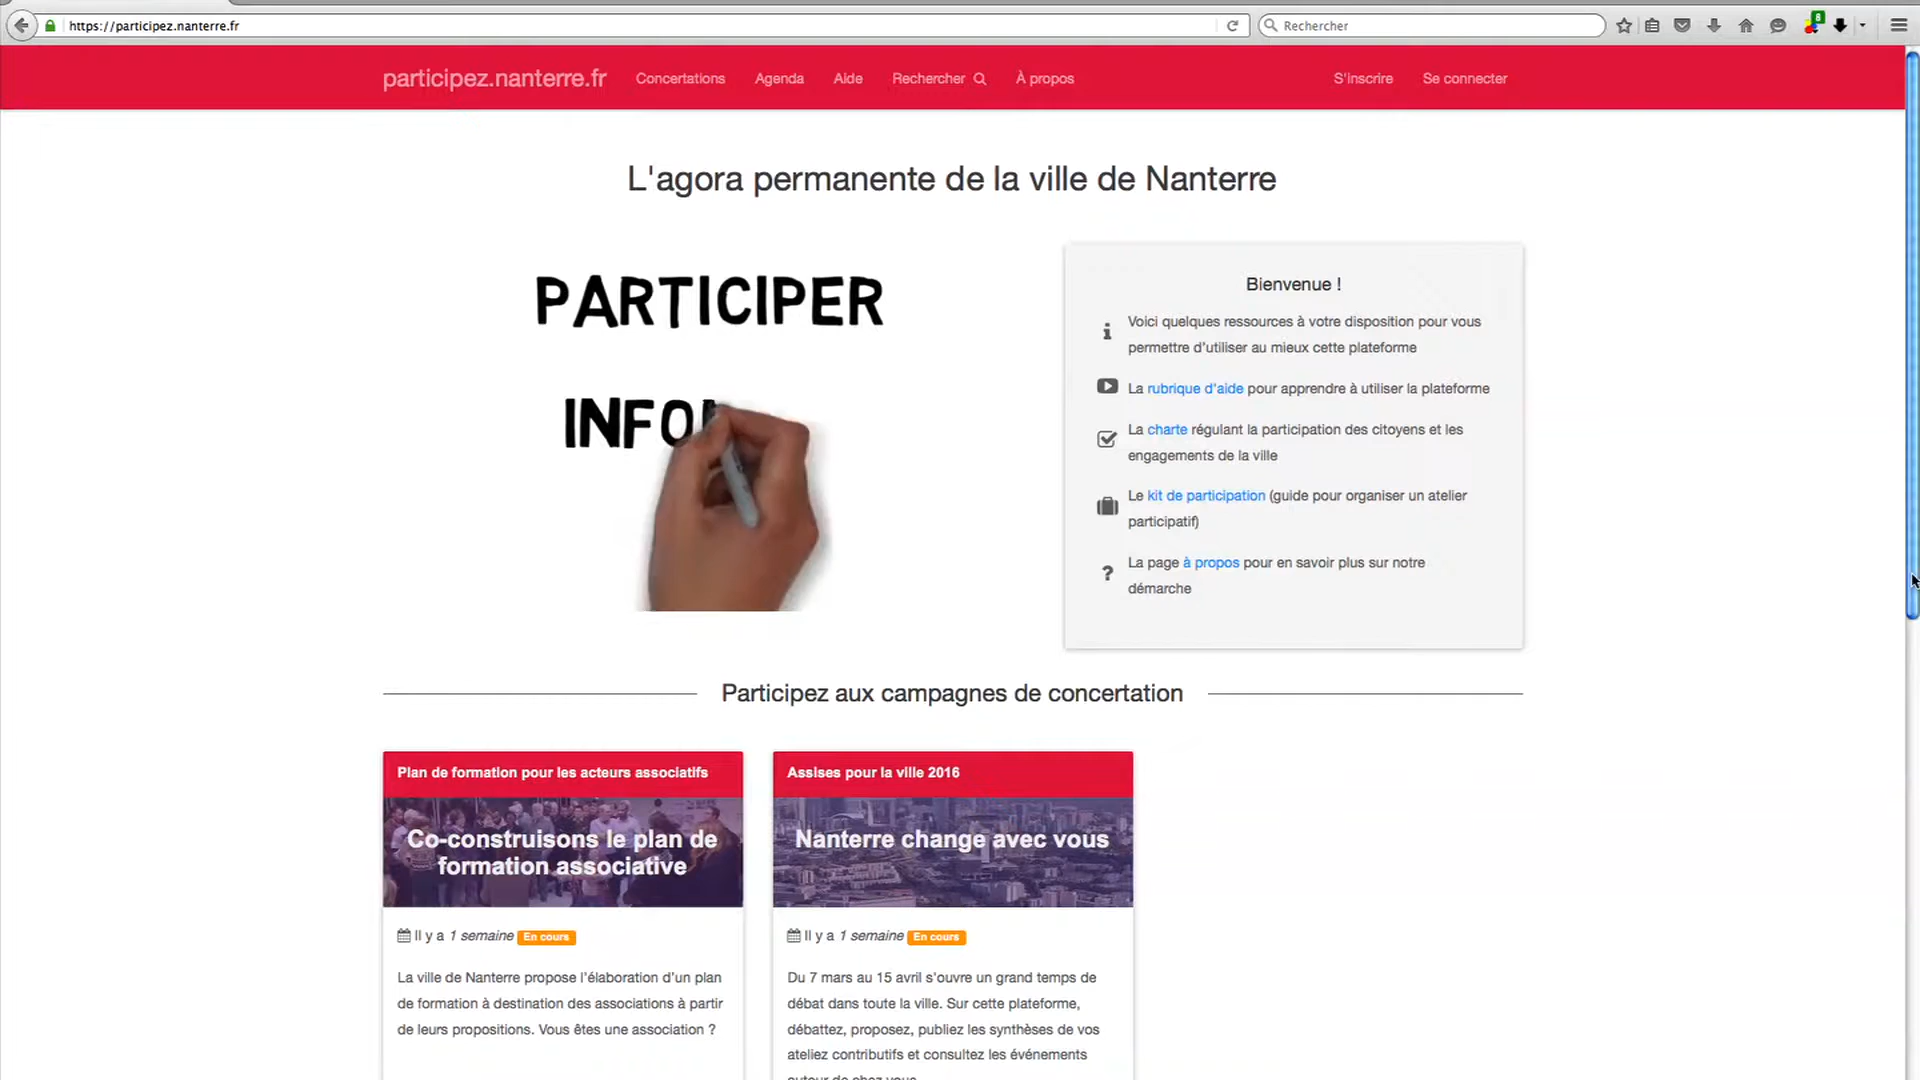 https://participez.nanterre.fr
Rechercher
8
participez.nanterre.fr
Concertations
Agenda
Aide
Rechercher
À propos
S'inscrire
Se connecter
L'agora permanente de la ville de Nanterre
PARTICIPER
INFO
Bienvenue !
Voici quelques ressources à votre disposition pour vous
permettre d'utiliser au mieux cette plateforme
La rubrique d'aide pour apprendre à utiliser la plateforme
La charte régulant la participation des citoyens et les
engagements de la ville
Le kit de participation (guide pour organiser un atelier
participatif)
? La page à propos pour en savoir plus sur notre
démarche
Participez aux campagnes de concertation
Plan de formation pour les acteurs associatifs
Co-construisons le plan de
formation associative
Il y a 1 semaine En cours
La ville de Nanterre propose l'élaboration d'un plan
de formation à destination des associations à partir
de leurs propositions. Vous êtes une association ?
Assises pour la ville 2016
Nanterre change avec vous
Il y a 1 semaine En cours
Du 7 mars au 15 avril s'ouvre un grand temps de
débat dans toute la ville. Sur cette plateforme,
débattez, proposez, publiez les synthèses de vos
ateliez contributifs et consultez les événements
autour de chez vous